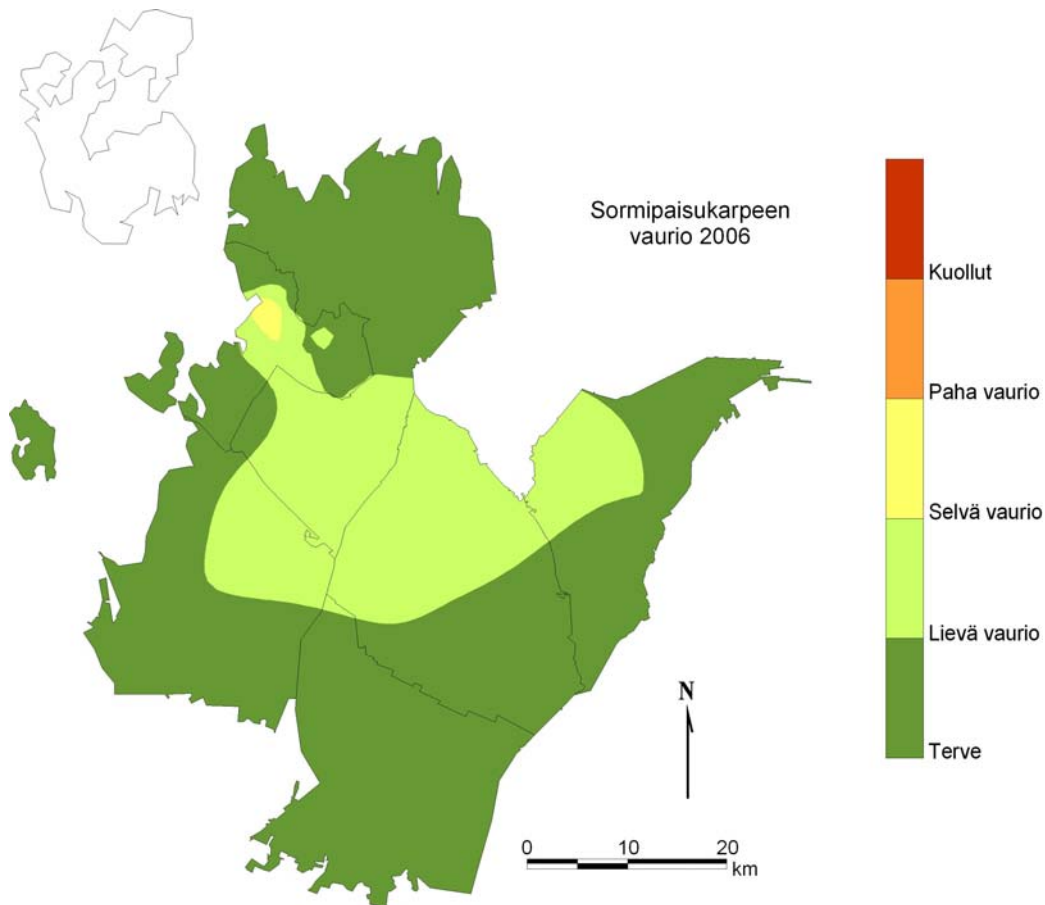 Sormipaisukarpeen
vaurio 2006
Kuollut
Paha vaurio
Selvä vaurio
Lievä vaurio
Terve
N
0 10 20
km